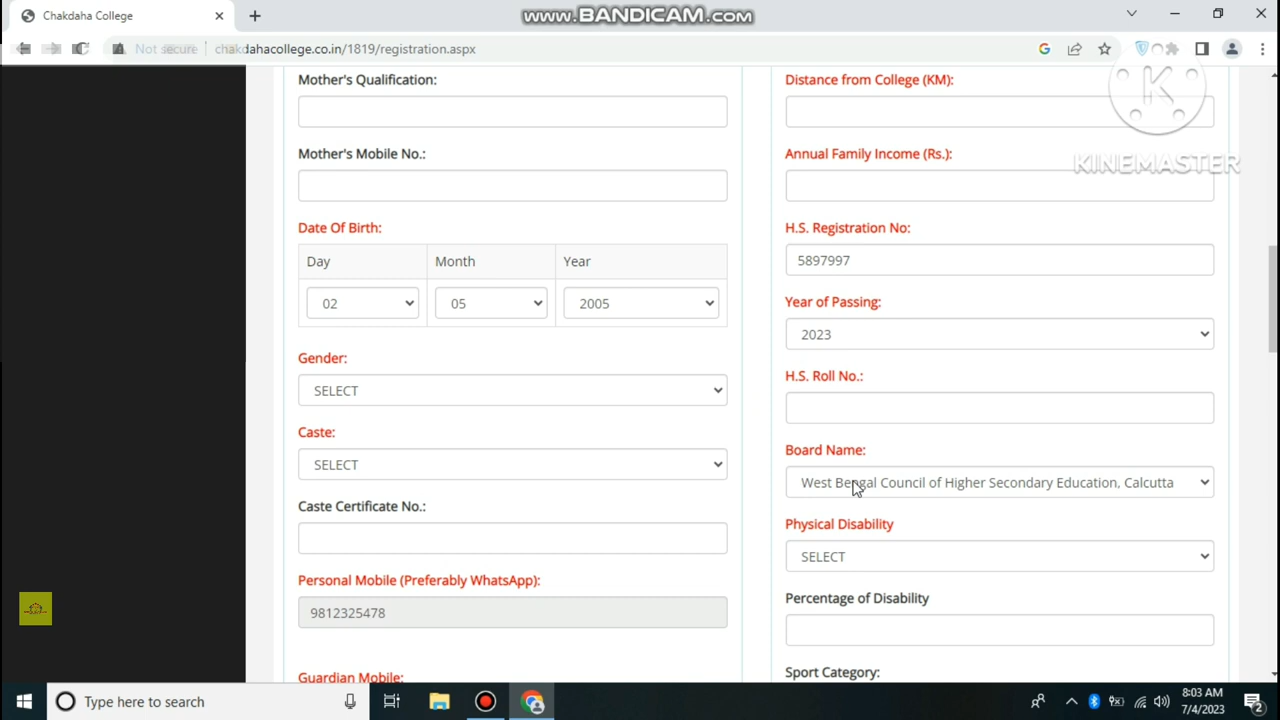 Chakdaha College
www.BANDICAM.com
Not secure chakdahacollege.co.in/1819/registration.aspx
K
KINEMASTER
Mother's Qualification:
Mother's Mobile No.:
Date Of Birth:
Day Month Year
02 05 2005
Gender:
SELECT
Caste:
SELECT
Caste Certificate No.:
Personal Mobile (Preferably WhatsApp):
9812325478
Guardian Mobile:
Distance from College (KM):
Annual Family Income (Rs.):
H.S. Registration No:
5897997
Year of Passing:
2023
H.S. Roll No.:
Board Name:
West Bengal Council of Higher Secondary Education, Calcutta
Physical Disability
SELECT
Percentage of Disability
Sport Category:
Type here to search
8:03 AM
7/4/2023
2